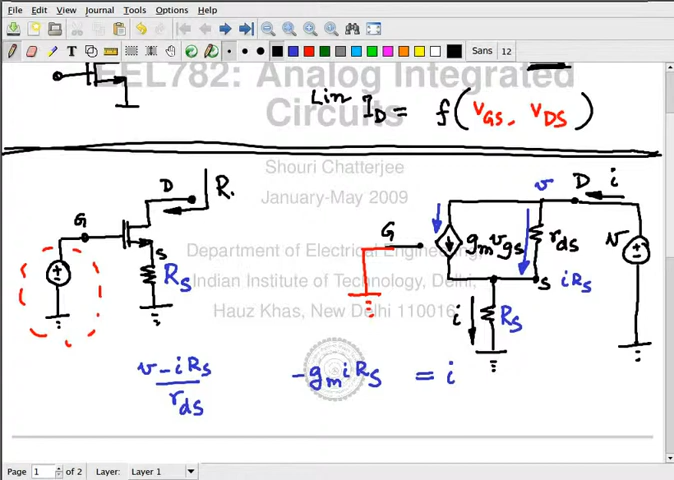 File Edit View Journal Tools Options Help
Sans 12
EEL782: Analog Integrated
Circuits
Lin I_D = f(V_GS, V_DS)
Shouri Chatterjee
January-May 2009
Department of Electrical Engineering
Indian Institute of Technology, Delhi,
Hauz Khas, New Delhi 110016
D R.
G
S
R_S
v D i
G g_m v_gs r_ds v
S iR_S
i R_S
v - iR_S / r_ds - g_m i R_S = i
Page 1 of 2 Layer: Layer 1